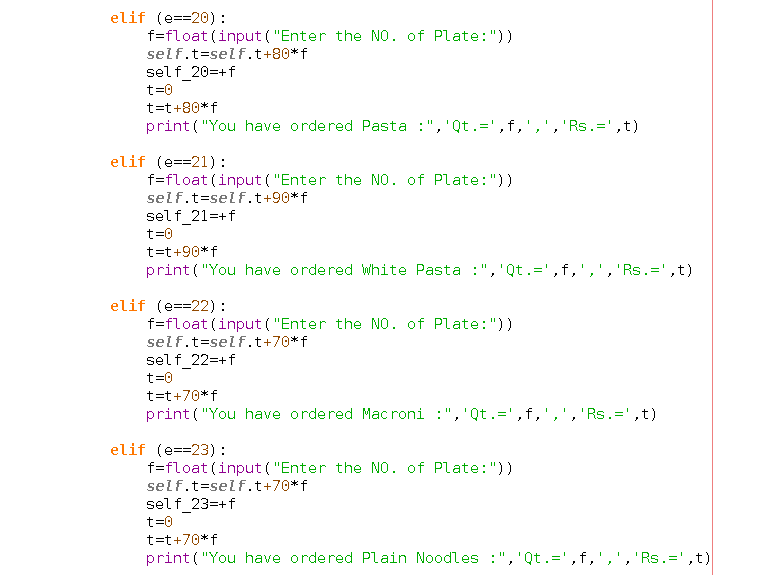 elif (e==20):
f=float(input("Enter the NO. of Plate:"))
self.t=self.t+80*f
self_20=+f
t=0
t=t+80*f
print("You have ordered Pasta :",'Qt.=',f,',','Rs.=',t)
elif (e==21):
f=float(input("Enter the NO. of Plate:"))
self.t=self.t+90*f
self_21=+f
t=0
t=t+90*f
print("You have ordered White Pasta :",'Qt.=',f,',','Rs.=',t)
elif (e==22):
f=float(input("Enter the NO. of Plate:"))
self.t=self.t+70*f
self_22=+f
t=0
t=t+70*f
print("You have ordered Macroni :",'Qt.=',f,',','Rs.=',t)
elif (e==23):
f=float(input("Enter the NO. of Plate:"))
self.t=self.t+70*f
self_23=+f
t=0
t=t+70*f
print("You have ordered Plain Noodles :",'Qt.=',f,',','Rs.=',t)